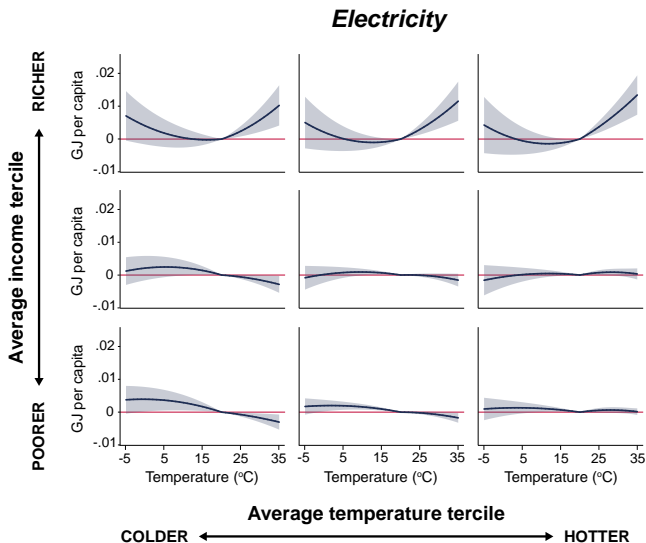 Electricity
RICHER
Average income tercile
POORER
GJ per capita
.02
.01
0
-.01
GJ per capita
.02
.01
0
-.01
GJ per capita
.02
.01
0
-.01
-5 5 15 25 35
-5 5 15 25 35
-5 5 15 25 35
Temperature (°C)
Temperature (°C)
Temperature (°C)
Average temperature tercile
COLDER
HOTTER